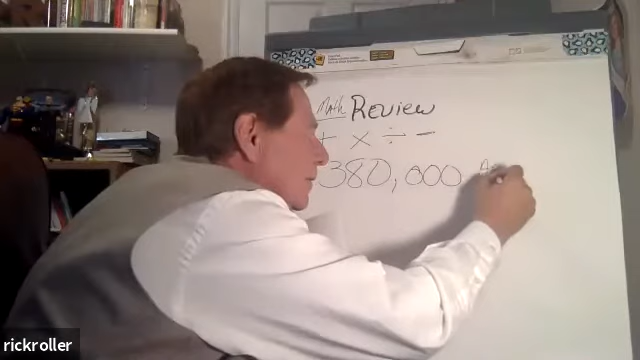 Math Review
+ × ÷ −
380,000
rickroller